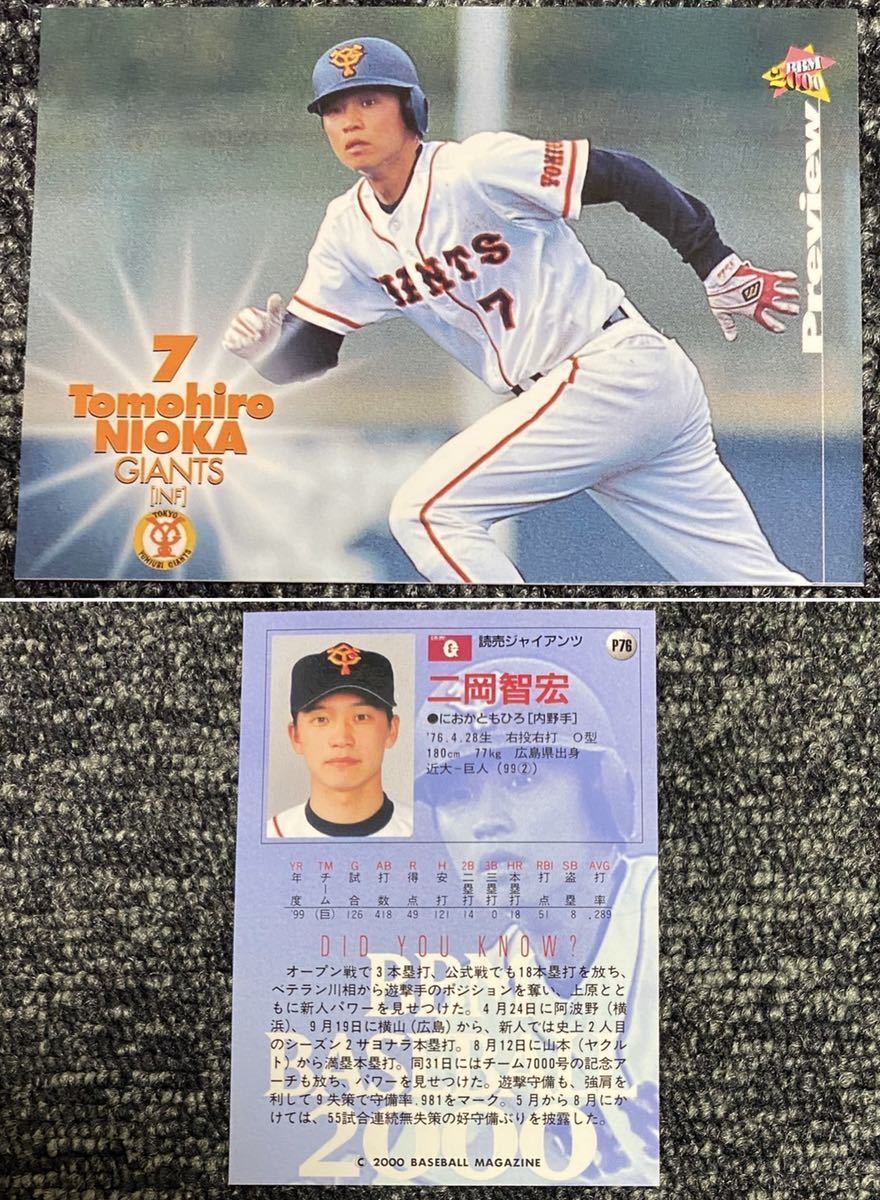 BBM
2000
Preview
YOMIU
GIANTS
7
7
Tomohiro
NIOKA
GIANTS
[INF]
TOKYO
YOMIURI GIANTS
読売ジャイアンツ
P76
二岡智宏
●におかともひろ[内野手]
'76.4.28生 右投右打 O型
180cm 77kg 広島県出身
近大−巨人(99②)
YR TM G AB R H 2B 3B HR RBI SB AVG
年度 チーム 試合 打数 得点 安打 二塁打 三塁打 本塁打 打点 盗塁 打率
'99 (巨) 126 418 49 121 14 0 18 51 8 .289
DID YOU KNOW?
オープン戦で3本塁打、公式戦でも18本塁打を放ち、
ベテラン川相から遊撃手のポジションを奪い、上原とと
もに新人パワーを見せつけた。4月24日に阿波野(横
浜)、9月19日に横山(広島)から、新人では史上2人目
のシーズン2サヨナラ本塁打。8月12日に山本(ヤクル
ト)から満塁本塁打。同31日にはチーム7000号の記念アー
チも放ち、パワーを見せつけた。遊撃守備も、強肩を
利して9失策で守備率.981をマーク。5月から8月にか
けては、55試合連続無失策の好守備ぶりを披露した。
BBM
BASEBALL
2000
© 2000 BASEBALL MAGAZINE